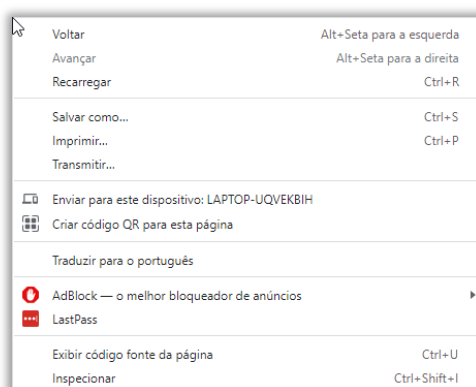 Voltar Alt+Seta para a esquerda
Avançar Alt+Seta para a direita
Recarregar Ctrl+R
Salvar como... Ctrl+S
Imprimir... Ctrl+P
Transmitir...
Enviar para este dispositivo: LAPTOP-UQVEKBIH
Criar código QR para esta página
Traduzir para o português
AdBlock — o melhor bloqueador de anúncios
LastPass
Exibir código fonte da página Ctrl+U
Inspecionar Ctrl+Shift+I